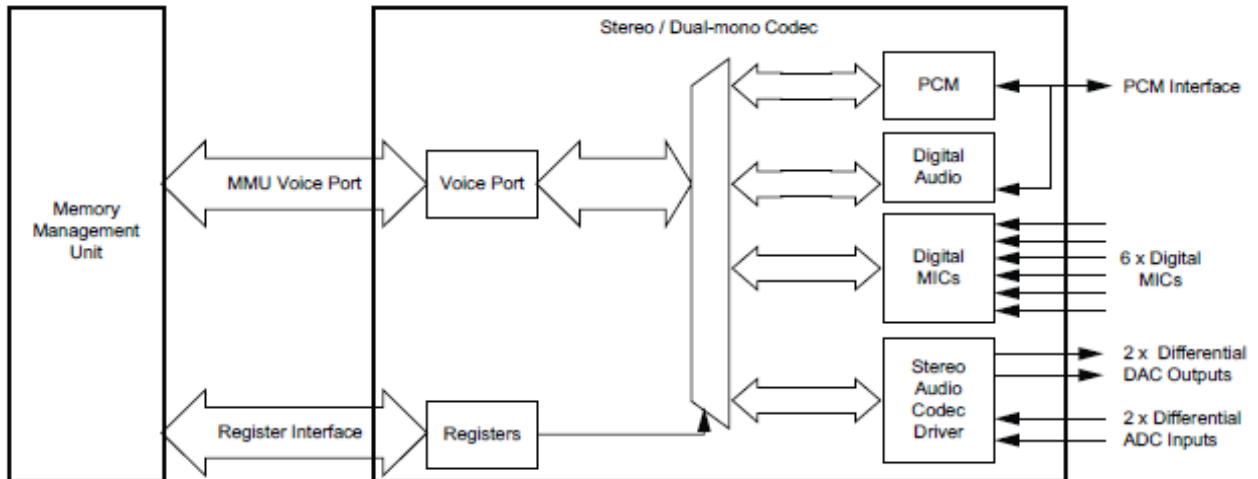 Stereo / Dual-mono Codec
PCM
PCM Interface
Digital
Audio
MMU Voice Port
Voice Port
Memory
Management
Unit
Digital
MICs
6 x Digital
MICs
Stereo
Audio
Codec
Driver
2 x Differential
DAC Outputs
2 x Differential
ADC Inputs
Register Interface
Registers